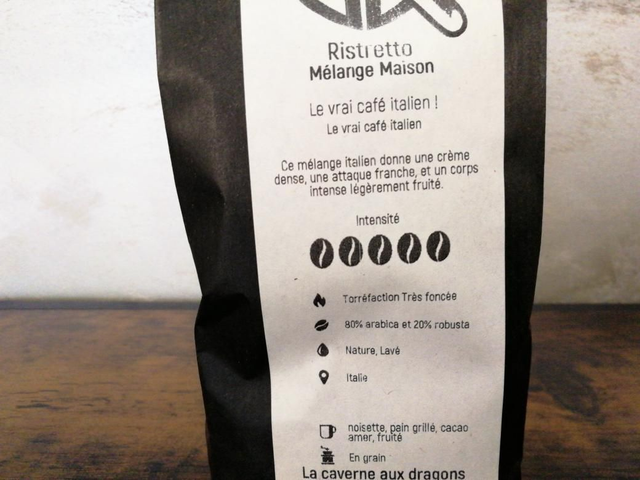 Ristretto
Mélange Maison
Le vrai café italien !
Le vrai café italien
Ce mélange italien donne une crème
dense, une attaque franche, et un corps
intense légèrement fruité.
Intensité
Torréfaction Très foncée
80% arabica et 20% robusta
Nature, Lavé
Italie
noisette, pain grillé, cacao
amer, fruité
En grain
La caverne aux dragons